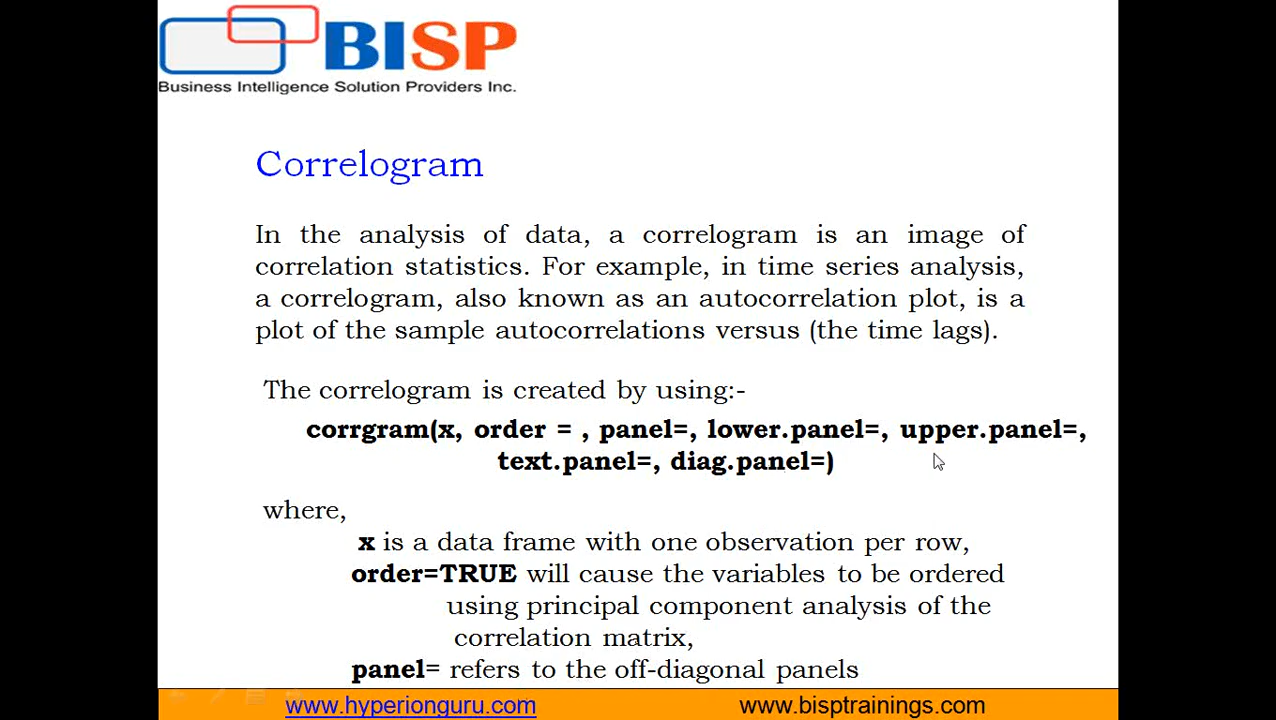 BISP
Business Intelligence Solution Providers Inc.
Correlogram
In the analysis of data, a correlogram is an image of
correlation statistics. For example, in time series analysis,
a correlogram, also known as an autocorrelation plot, is a
plot of the sample autocorrelations versus (the time lags).
The correlogram is created by using:-
corrgram(x, order = , panel=, lower.panel=, upper.panel=,
text.panel=, diag.panel=)
where,
x is a data frame with one observation per row,
order=TRUE will cause the variables to be ordered
using principal component analysis of the
correlation matrix,
panel= refers to the off-diagonal panels
www.hyperionguru.com www.bisptrainings.com